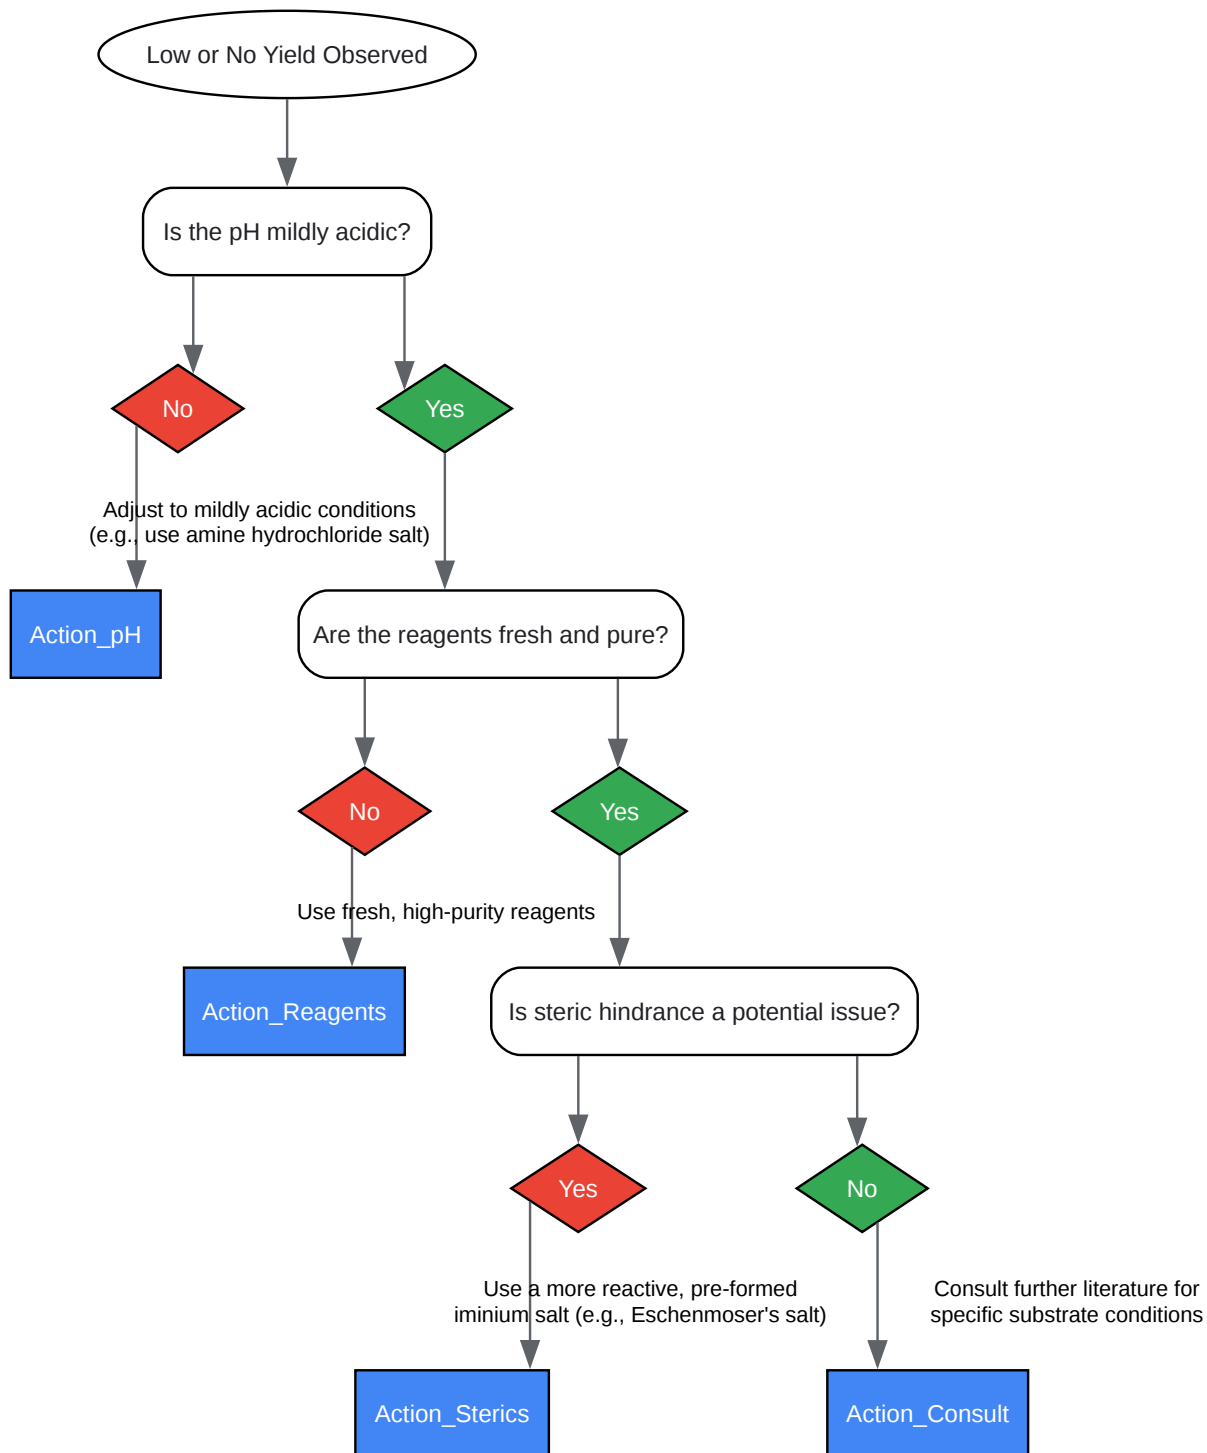 Low or No Yield Observed
Is the pH mildly acidic?
No
Yes
Adjust to mildly acidic conditions
(e.g., use amine hydrochloride salt)
Action_pH
Are the reagents fresh and pure?
No
Yes
Use fresh, high-purity reagents
Action_Reagents
Is steric hindrance a potential issue?
Yes
No
Use a more reactive, pre-formed
iminium salt (e.g., Eschenmoser's salt)
Consult further literature for
specific substrate conditions
Action_Sterics
Action_Consult